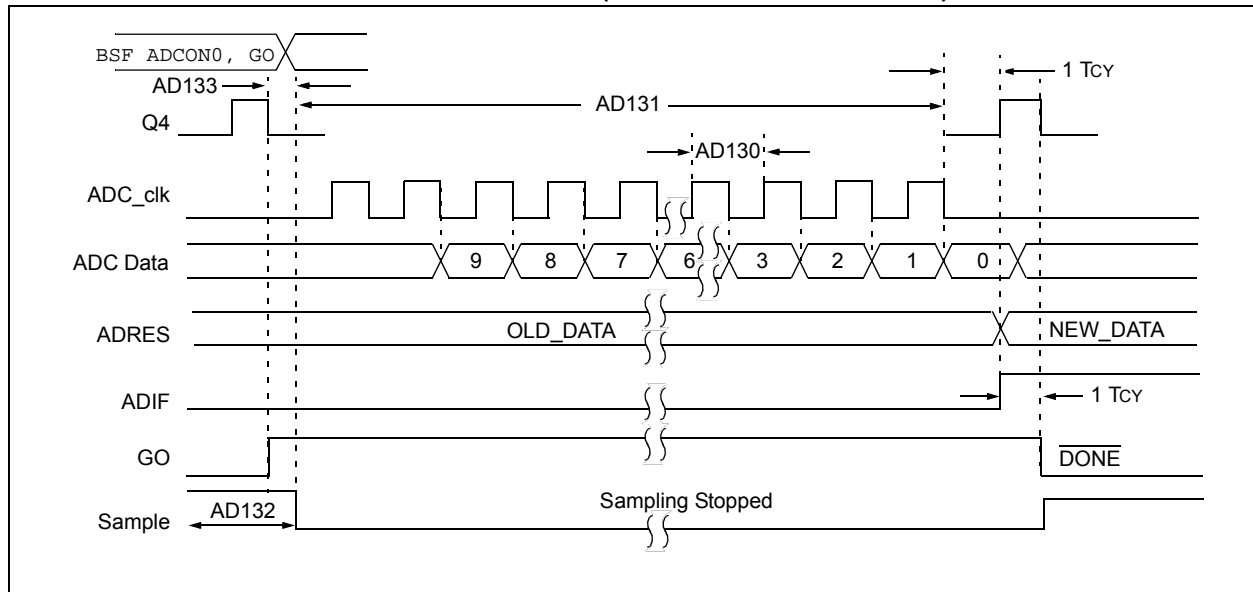 BSF ADCON0, GO
AD133
1 TCY
AD131
Q4
AD130
ADC_clk
ADC Data
9 8 7 6 3 2 1 0
ADRES
OLD_DATA
NEW_DATA
ADIF
1 TCY
GO
DONE
Sample
AD132
Sampling Stopped